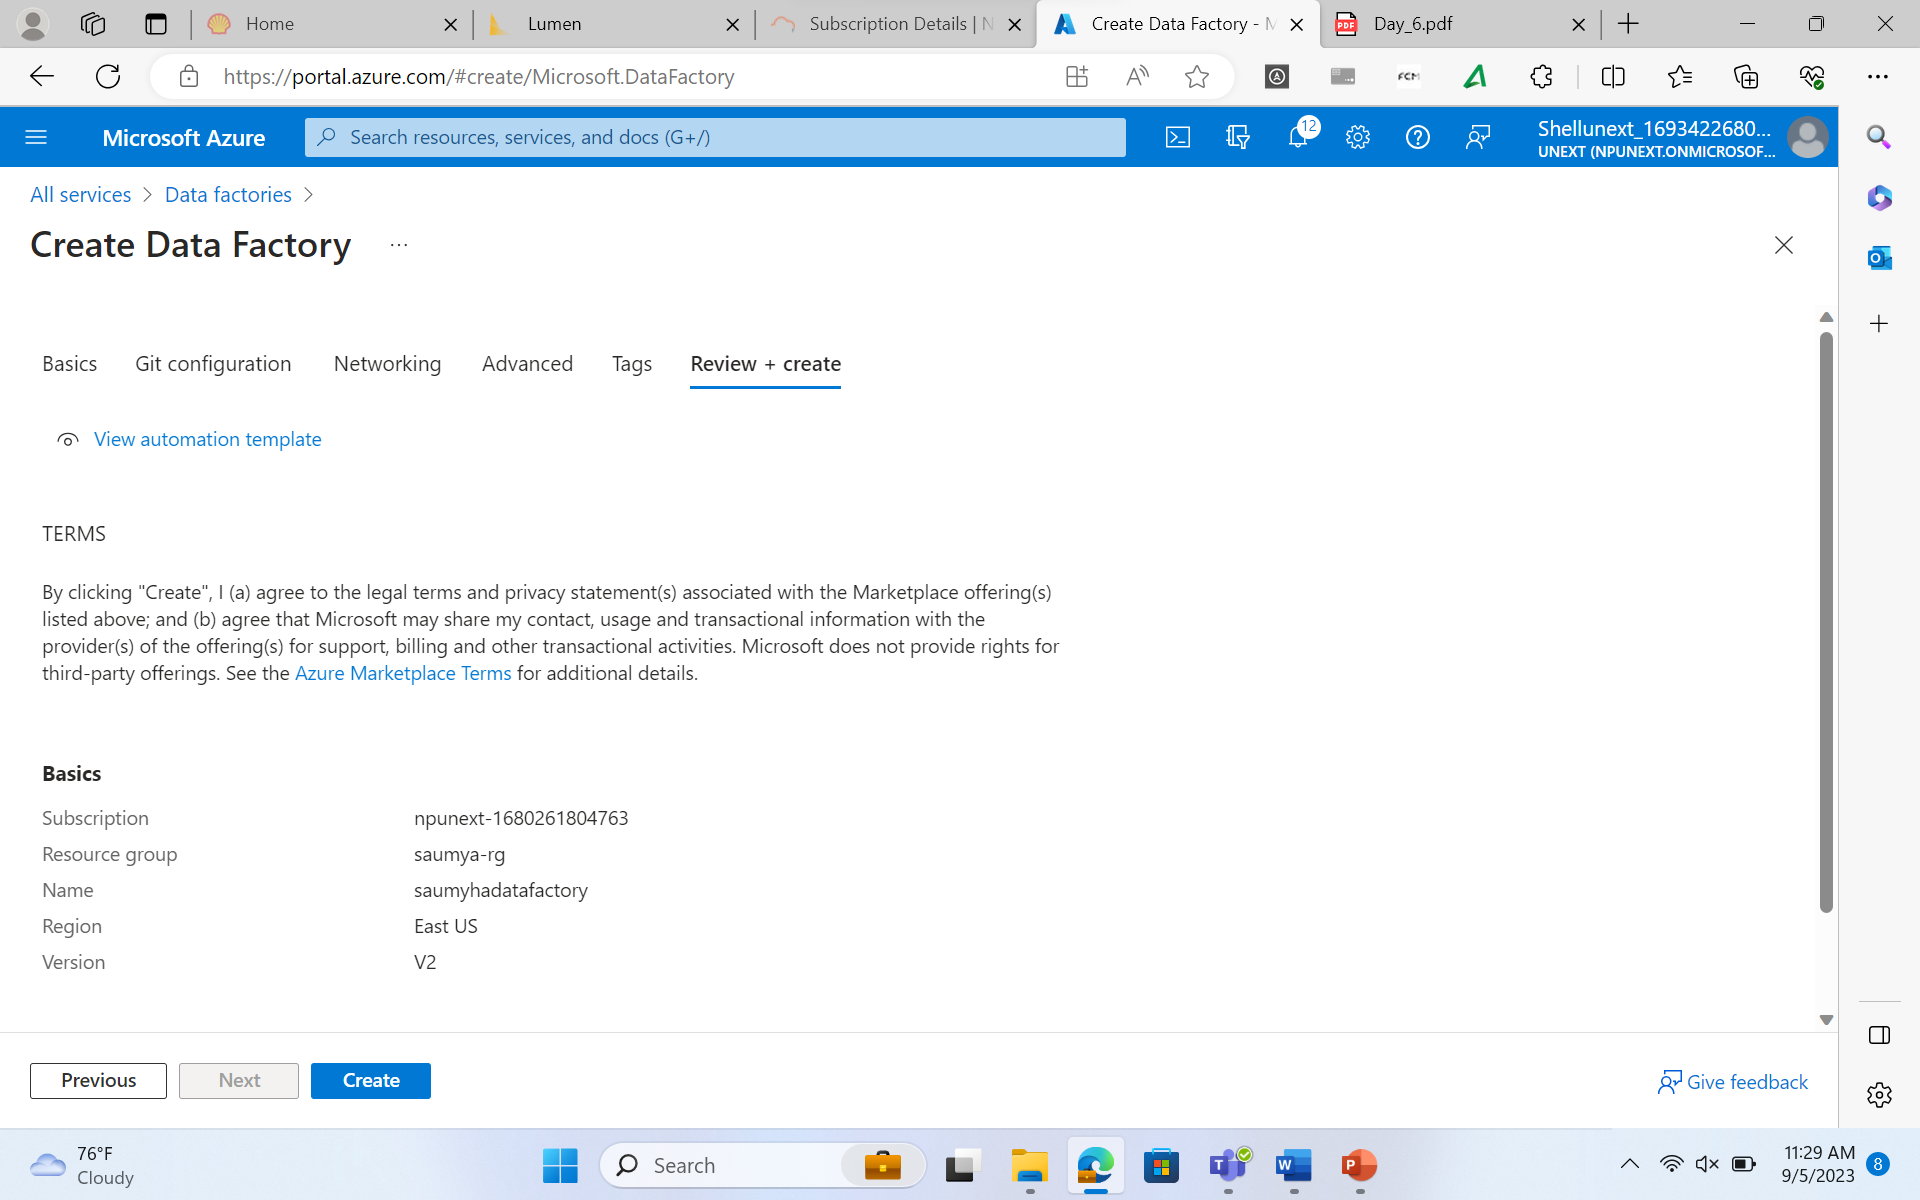 Home
Lumen
Subscription Details | N
Create Data Factory - M
PDF
Day_6.pdf
https://portal.azure.com/#create/Microsoft.DataFactory
A
FCM
Microsoft Azure
Search resources, services, and docs (G+/)
12
Shellunext_1693422680...
UNEXT (NPUNEXT.ONMICROSOF...
All services > Data factories >
Create Data Factory ...
Basics Git configuration Networking Advanced Tags Review + create
View automation template
TERMS
By clicking "Create", I (a) agree to the legal terms and privacy statement(s) associated with the Marketplace offering(s)
listed above; and (b) agree that Microsoft may share my contact, usage and transactional information with the
provider(s) of the offering(s) for support, billing and other transactional activities. Microsoft does not provide rights for
third-party offerings. See the Azure Marketplace Terms for additional details.
Basics
Subscription npunext-1680261804763
Resource group saumya-rg
Name saumyhadatafactory
Region East US
Version V2
Previous Next Create
Give feedback
76°F
Cloudy
Search
11:29 AM
9/5/2023
8